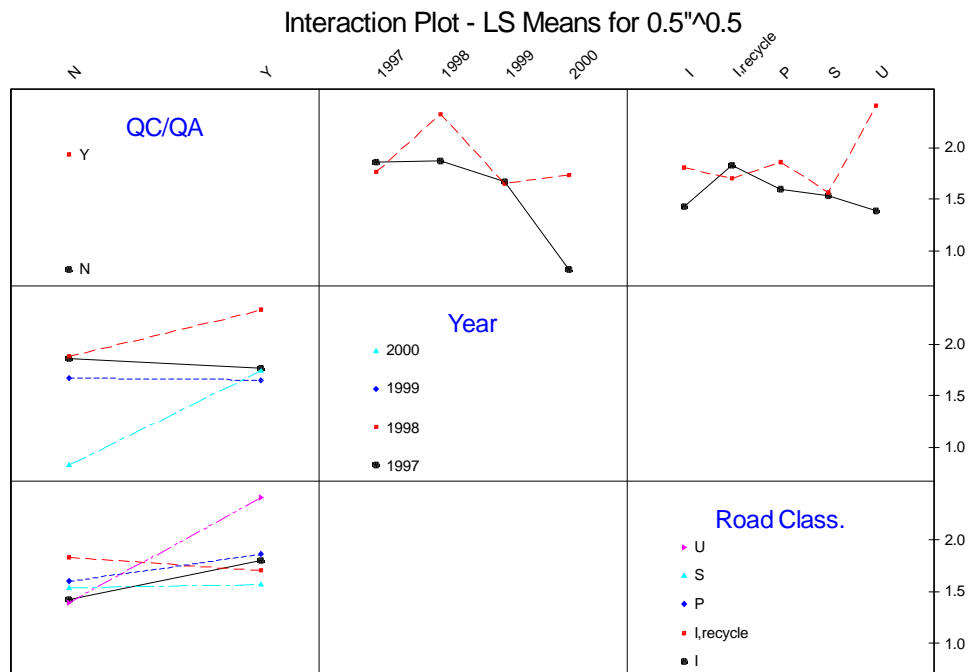 Interaction Plot - LS Means for 0.5"^0.5
N Y 1997 1998 1999 2000 I I,recycle P S U
QC/QA
Y
N
2.0
1.5
1.0
Year
2000
1999
1998
1997
2.0
1.5
1.0
Road Class.
U
S
P
I,recycle
I
2.0
1.5
1.0